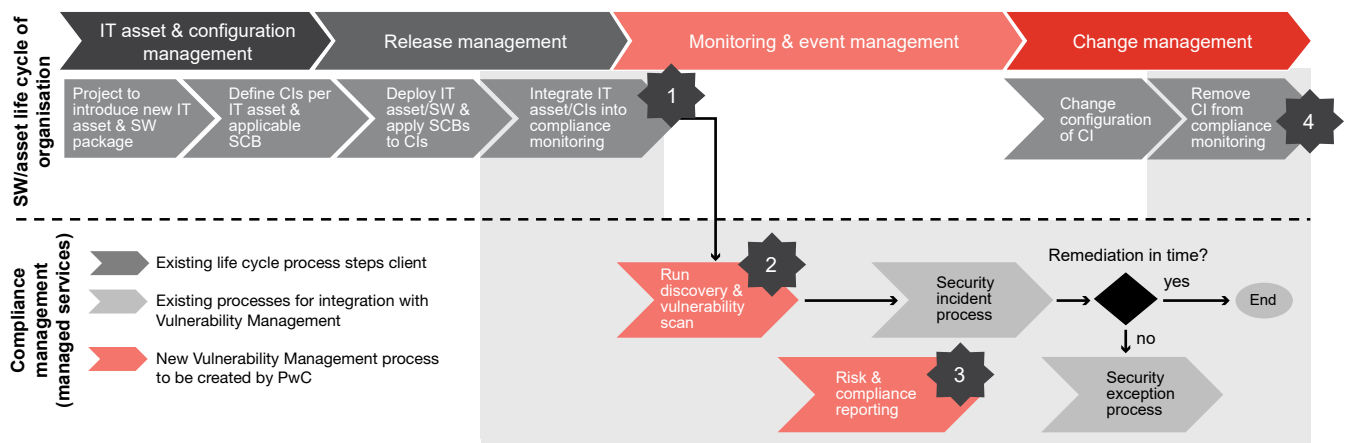 SW/asset life cycle of
organisation
IT asset & configuration
management
Release management
Monitoring & event management
Change management
Project to
introduce new IT
asset & SW
package
Define CIs per
IT asset &
applicable
SCB
Deploy IT
asset/SW &
apply SCBs
to CIs
Integrate IT
asset/CIs into
compliance
monitoring
1
Change
configuration
of CI
Remove
CI from
compliance
monitoring
4
Compliance
management
(managed services)
Existing life cycle process steps client
Existing processes for integration with
Vulnerability Management
New Vulnerability Management process
to be created by PwC
Run
discovery &
vulnerability
scan
2
Security
incident
process
Remediation in time?
yes
End
no
Risk &
compliance
reporting
3
Security
exception
process